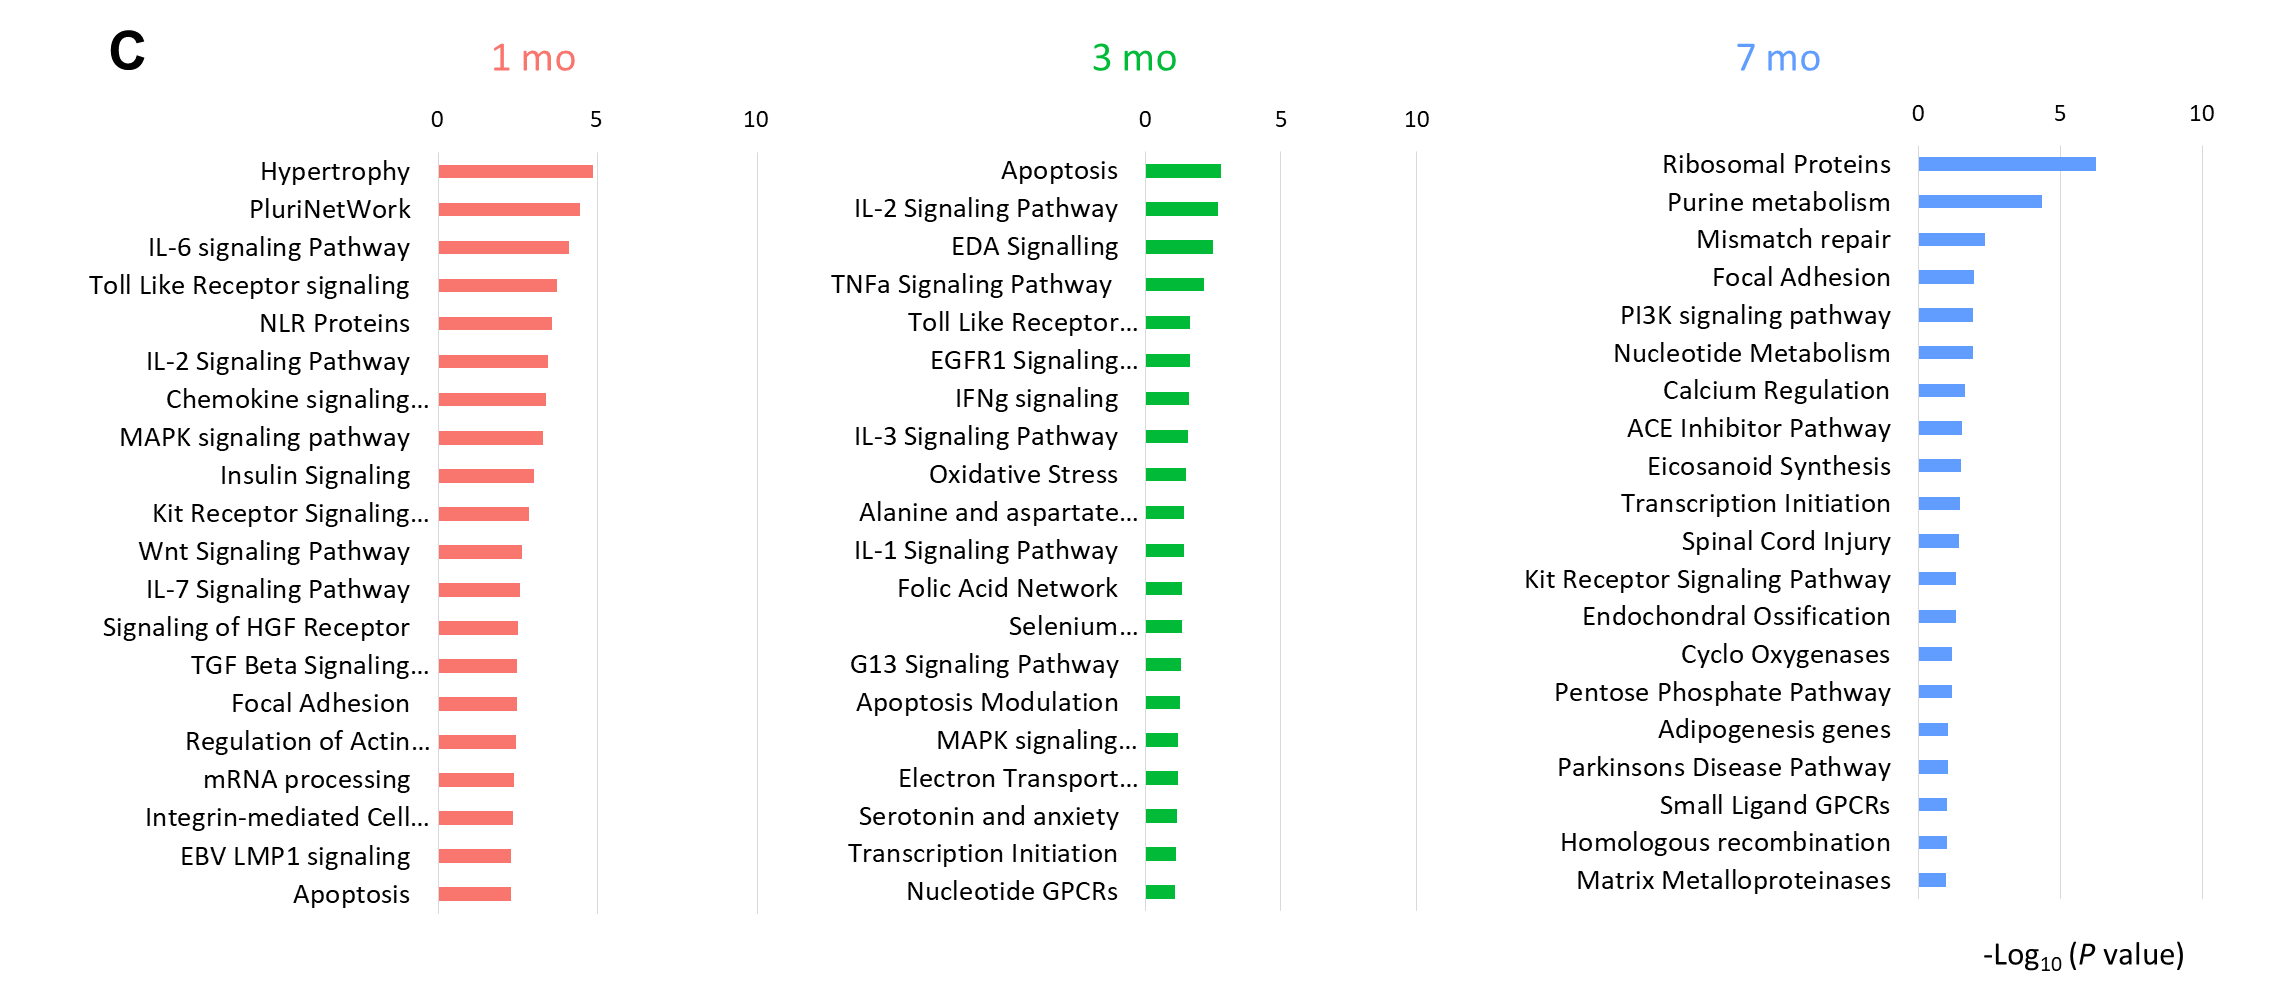 C
1 mo
0 5 10
Hypertrophy
PluriNetWork
IL-6 signaling Pathway
Toll Like Receptor signaling
NLR Proteins
IL-2 Signaling Pathway
Chemokine signaling...
MAPK signaling pathway
Insulin Signaling
Kit Receptor Signaling...
Wnt Signaling Pathway
IL-7 Signaling Pathway
Signaling of HGF Receptor
TGF Beta Signaling...
Focal Adhesion
Regulation of Actin...
mRNA processing
Integrin-mediated Cell...
EBV LMP1 signaling
Apoptosis
3 mo
0 5 10
Apoptosis
IL-2 Signaling Pathway
EDA Signalling
TNFa Signaling Pathway
Toll Like Receptor...
EGFR1 Signaling...
IFNg signaling
IL-3 Signaling Pathway
Oxidative Stress
Alanine and aspartate...
IL-1 Signaling Pathway
Folic Acid Network
Selenium...
G13 Signaling Pathway
Apoptosis Modulation
MAPK signaling...
Electron Transport...
Serotonin and anxiety
Transcription Initiation
Nucleotide GPCRs
7 mo
0 5 10
Ribosomal Proteins
Purine metabolism
Mismatch repair
Focal Adhesion
PI3K signaling pathway
Nucleotide Metabolism
Calcium Regulation
ACE Inhibitor Pathway
Eicosanoid Synthesis
Transcription Initiation
Spinal Cord Injury
Kit Receptor Signaling Pathway
Endochondral Ossification
Cyclo Oxygenases
Pentose Phosphate Pathway
Adipogenesis genes
Parkinsons Disease Pathway
Small Ligand GPCRs
Homologous recombination
Matrix Metalloproteinases
-Log10 (P value)